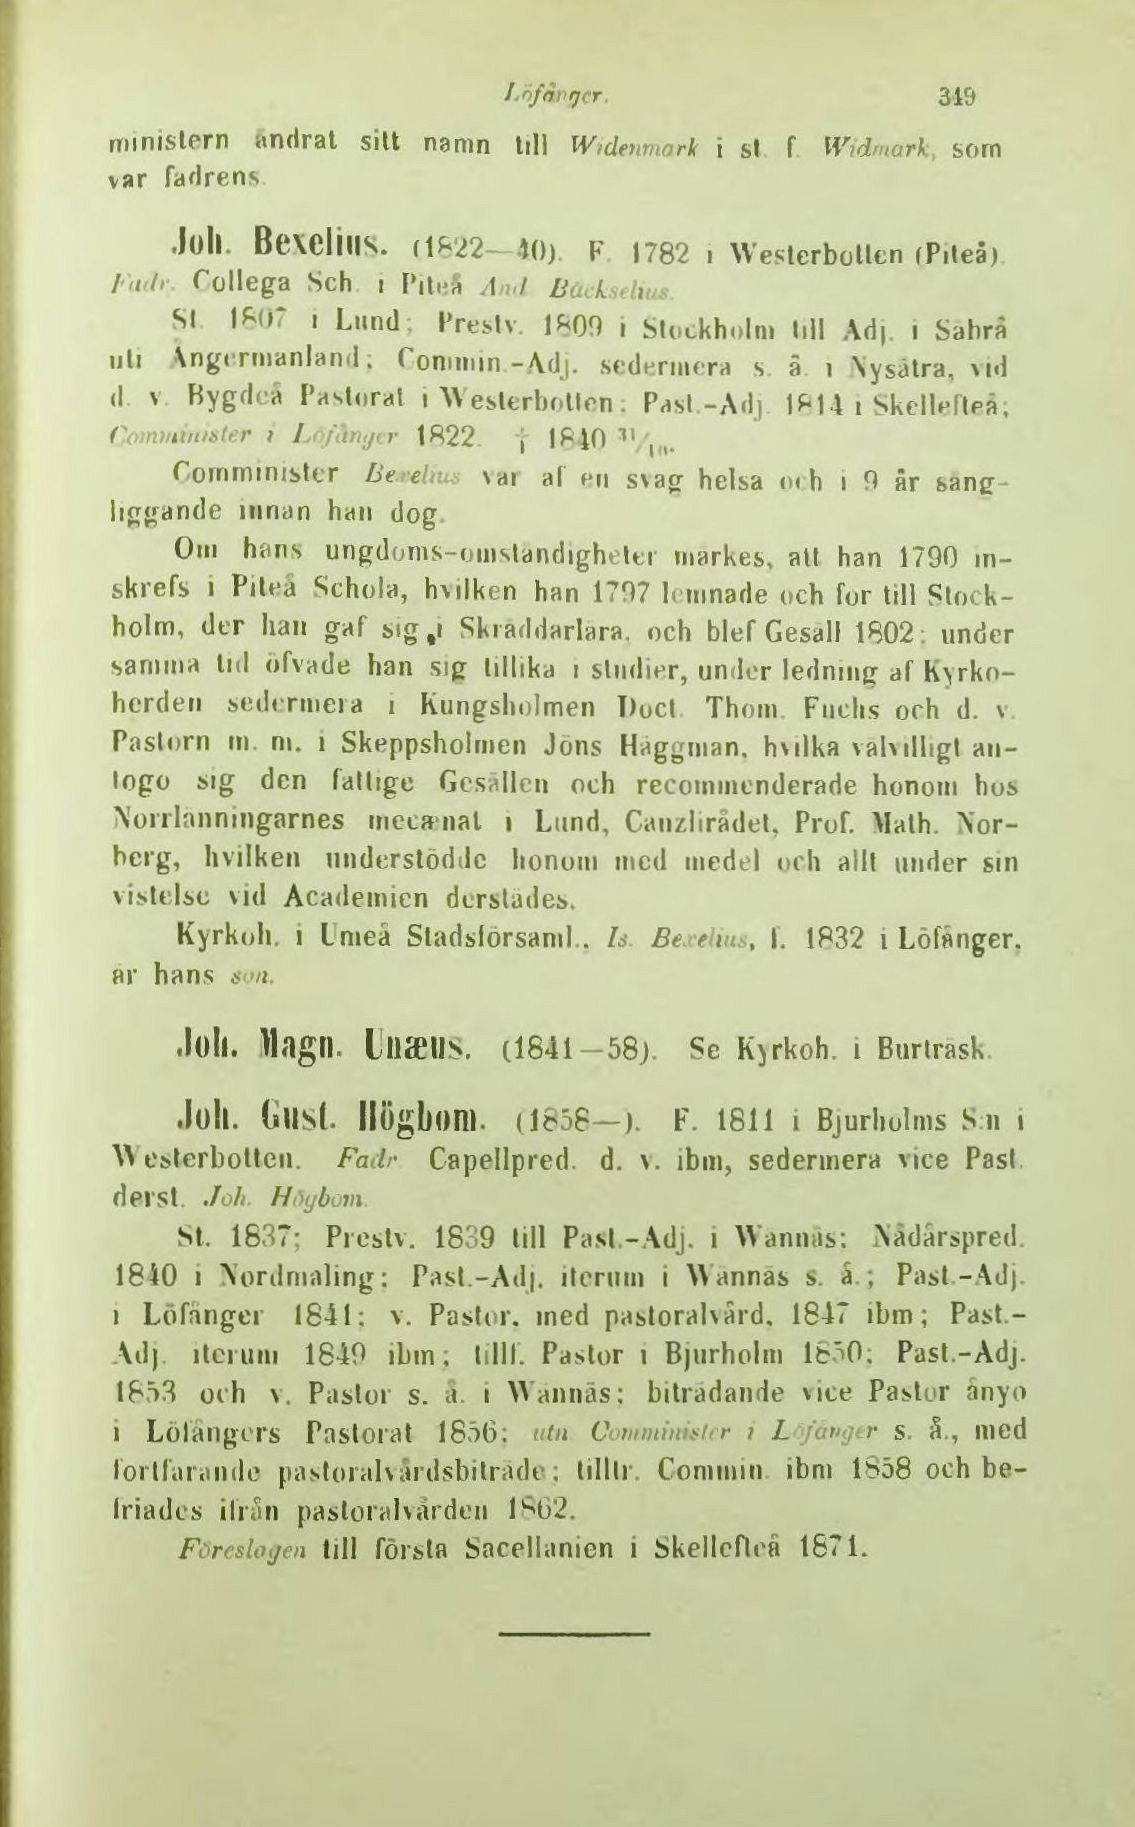 Löfånger. 349
ministern ändrat sitt namn till Widenmark i st. f. Widmark, som
var fadrens.
Joh. Bexelius. (1822—40). F. 1782 i Westerbotten (Piteå).
Fadr. Collega Sch. i Piteå And. Bäckselius.
St. 1807 i Lund; Prestv. 1809 i Stockholm till Adj. i Säbrå
uti Ångermanland; Commin.-Adj. sedermera s. å. i Nysätra, vid
d. v. Bygdeå Pastorat i Westerbotten; Past.-Adj. 1814 i Skellefteå;
Comminister i Löfånger 1822. † 1840 31/10.
Comminister Bexelius var af en svag helsa och i 9 år säng-
liggande innan han dog.
Om hans ungdoms-omständigheter märkes, att han 1790 in-
skrefs i Piteå Schola, hvilken han 1797 lemnade och for till Stock-
holm, der han gaf sig i Skräddarlära, och blef Gesäll 1802; under
samma tid öfvade han sig tillika i studier, under ledning af Kyrko-
herden sedermera i Kungsholmen Doct. Thom. Fuchs och d. v.
Pastorn m. m. i Skeppsholmen Jöns Häggman, hvilka välvilligt an-
togo sig den fattige Gesällen och recommenderade honom hos
Norrlänningarnes mecænat i Lund, Canzlirådet, Prof. Math. Nor-
berg, hvilken understödde honom med medel och allt under sin
vistelse vid Academien derstädes.
Kyrkoh. i Umeå Stadsförsaml., Is. Bexelius, f. 1832 i Löfånger,
är hans son.
Joh. Magn. Unæus. (1841—58). Se Kyrkoh. i Burträsk.
Joh. Gust. Högbom. (1858—). F. 1811 i Bjurholms S:n i
Westerbotten. Fadr. Capellpred. d. v. ibm, sedermera vice Past.
derst. Joh. Högbom.
St. 1837; Prestv. 1839 till Past.-Adj. i Wännäs; Nådårspred.
1840 i Nordmaling; Past.-Adj. iterum i Wännäs s. å.; Past.-Adj.
i Löfånger 1841; v. Pastor, med pastoralvård, 1847 ibm; Past.-
Adj. iterum 1849 ibm; tillf. Pastor i Bjurholm 1850; Past.-Adj.
1853 och v. Pastor s. å. i Wännäs; biträdande vice Pastor ånyo
i Löfångers Pastorat 1856; utn Comminister i Löfånger s. å., med
fortfarande pastoralvårdsbiträde; tilltr. Commin. ibm 1858 och be-
friades ifrån pastoralvården 1862.
Föreslagen till första Sacellanien i Skellefteå 1871.